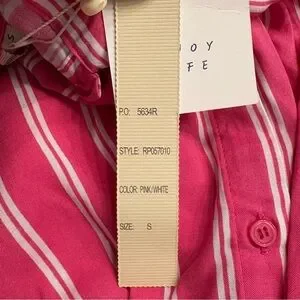 OY
FE
P.O: 5634R
STYLE: RP057010
COLOR: PINK/WHITE
SIZE: S